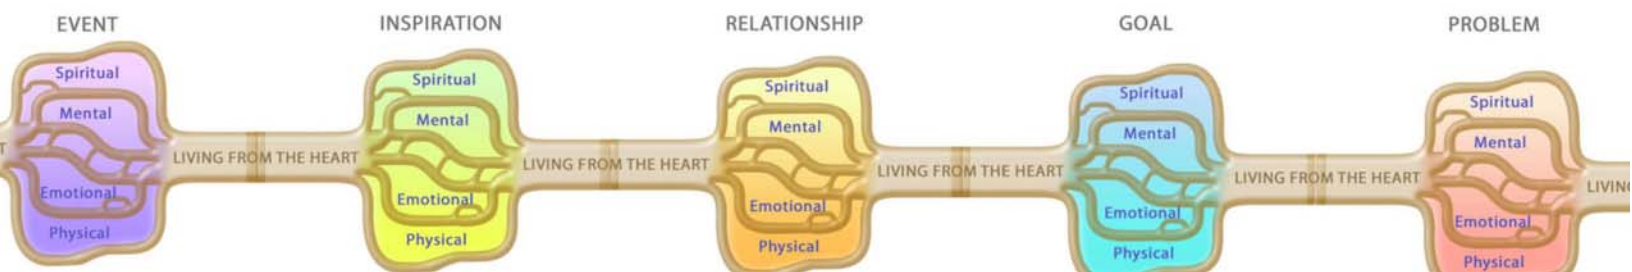 EVENT
INSPIRATION
RELATIONSHIP
GOAL
PROBLEM
Spiritual
Mental
Emotional
Physical
LIVING FROM THE HEART
Spiritual
Mental
Emotional
Physical
LIVING FROM THE HEART
Spiritual
Mental
Emotional
Physical
LIVING FROM THE HEART
Spiritual
Mental
Emotional
Physical
LIVING FROM THE HEART
Spiritual
Mental
Emotional
Physical